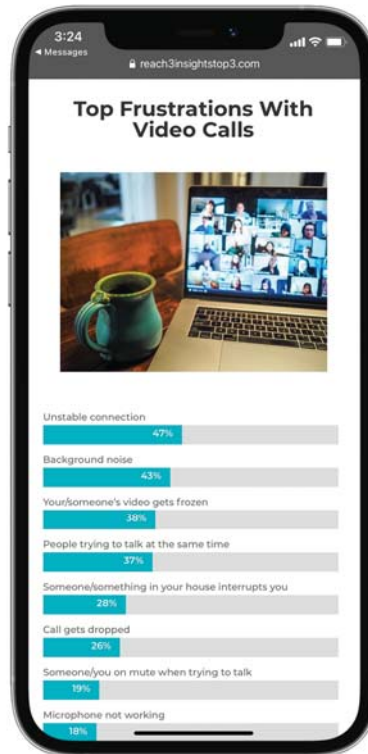 3:24
Messages
reach3insightstop3.com
Top Frustrations With
Video Calls
Unstable connection
47%
Background noise
43%
Your/someone's video gets frozen
38%
People trying to talk at the same time
37%
Someone/something in your house interrupts you
28%
Call gets dropped
26%
Someone/you on mute when trying to talk
19%
Microphone not working
18%